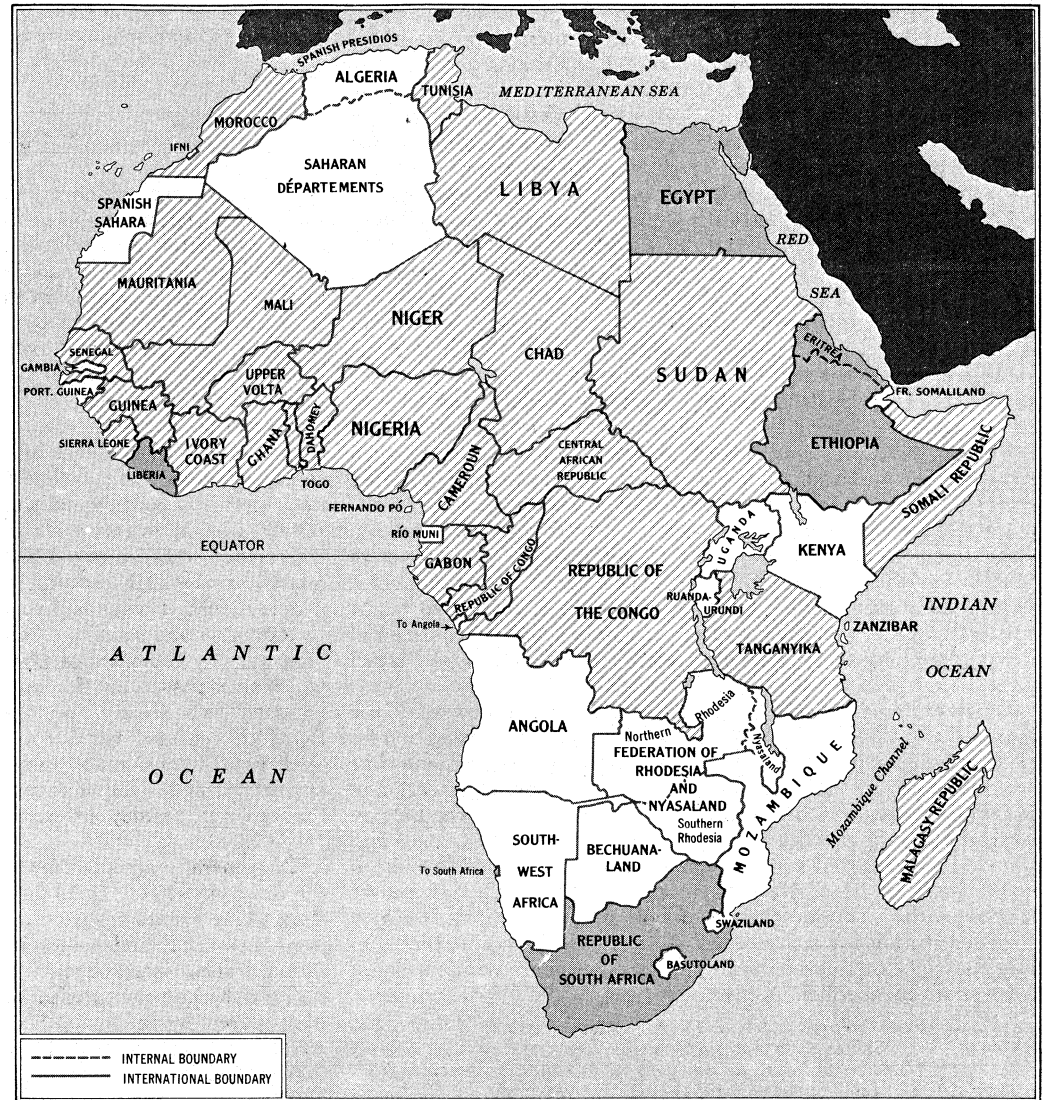 SPANISH PRESIDIOS
ALGERIA
TUNISIA
MEDITERRANEAN SEA
MOROCCO
IFNI
SAHARAN
DÉPARTEMENTS
LIBYA
EGYPT
SPANISH
SAHARA
RED
SEA
MAURITANIA
MALI
NIGER
CHAD
SUDAN
ERITREA
SENEGAL
GAMBIA
PORT. GUINEA
GUINEA
UPPER
VOLTA
FR. SOMALILAND
SIERRA LEONE
IVORY
COAST
GHANA
DAHOMEY
NIGERIA
CENTRAL
AFRICAN
REPUBLIC
ETHIOPIA
SOMALI REPUBLIC
LIBERIA
TOGO
CAMEROUN
FERNANDO PÓ
RÍO MUNI
EQUATOR
GABON
REPUBLIC OF CONGO
REPUBLIC OF
THE CONGO
UGANDA
KENYA
RUANDA-
URUNDI
INDIAN
OCEAN
To Angola
ZANZIBAR
TANGANYIKA
ATLANTIC
OCEAN
ANGOLA
Northern
Rhodesia
Nyasaland
FEDERATION OF
RHODESIA
AND
NYASALAND
Southern
Rhodesia
MOZAMBIQUE
Mozambique Channel
MALAGASY REPUBLIC
SOUTH-
WEST
AFRICA
BECHUANA-
LAND
To South Africa
SWAZILAND
REPUBLIC
OF
SOUTH AFRICA
BASUTOLAND
INTERNAL BOUNDARY
INTERNATIONAL BOUNDARY